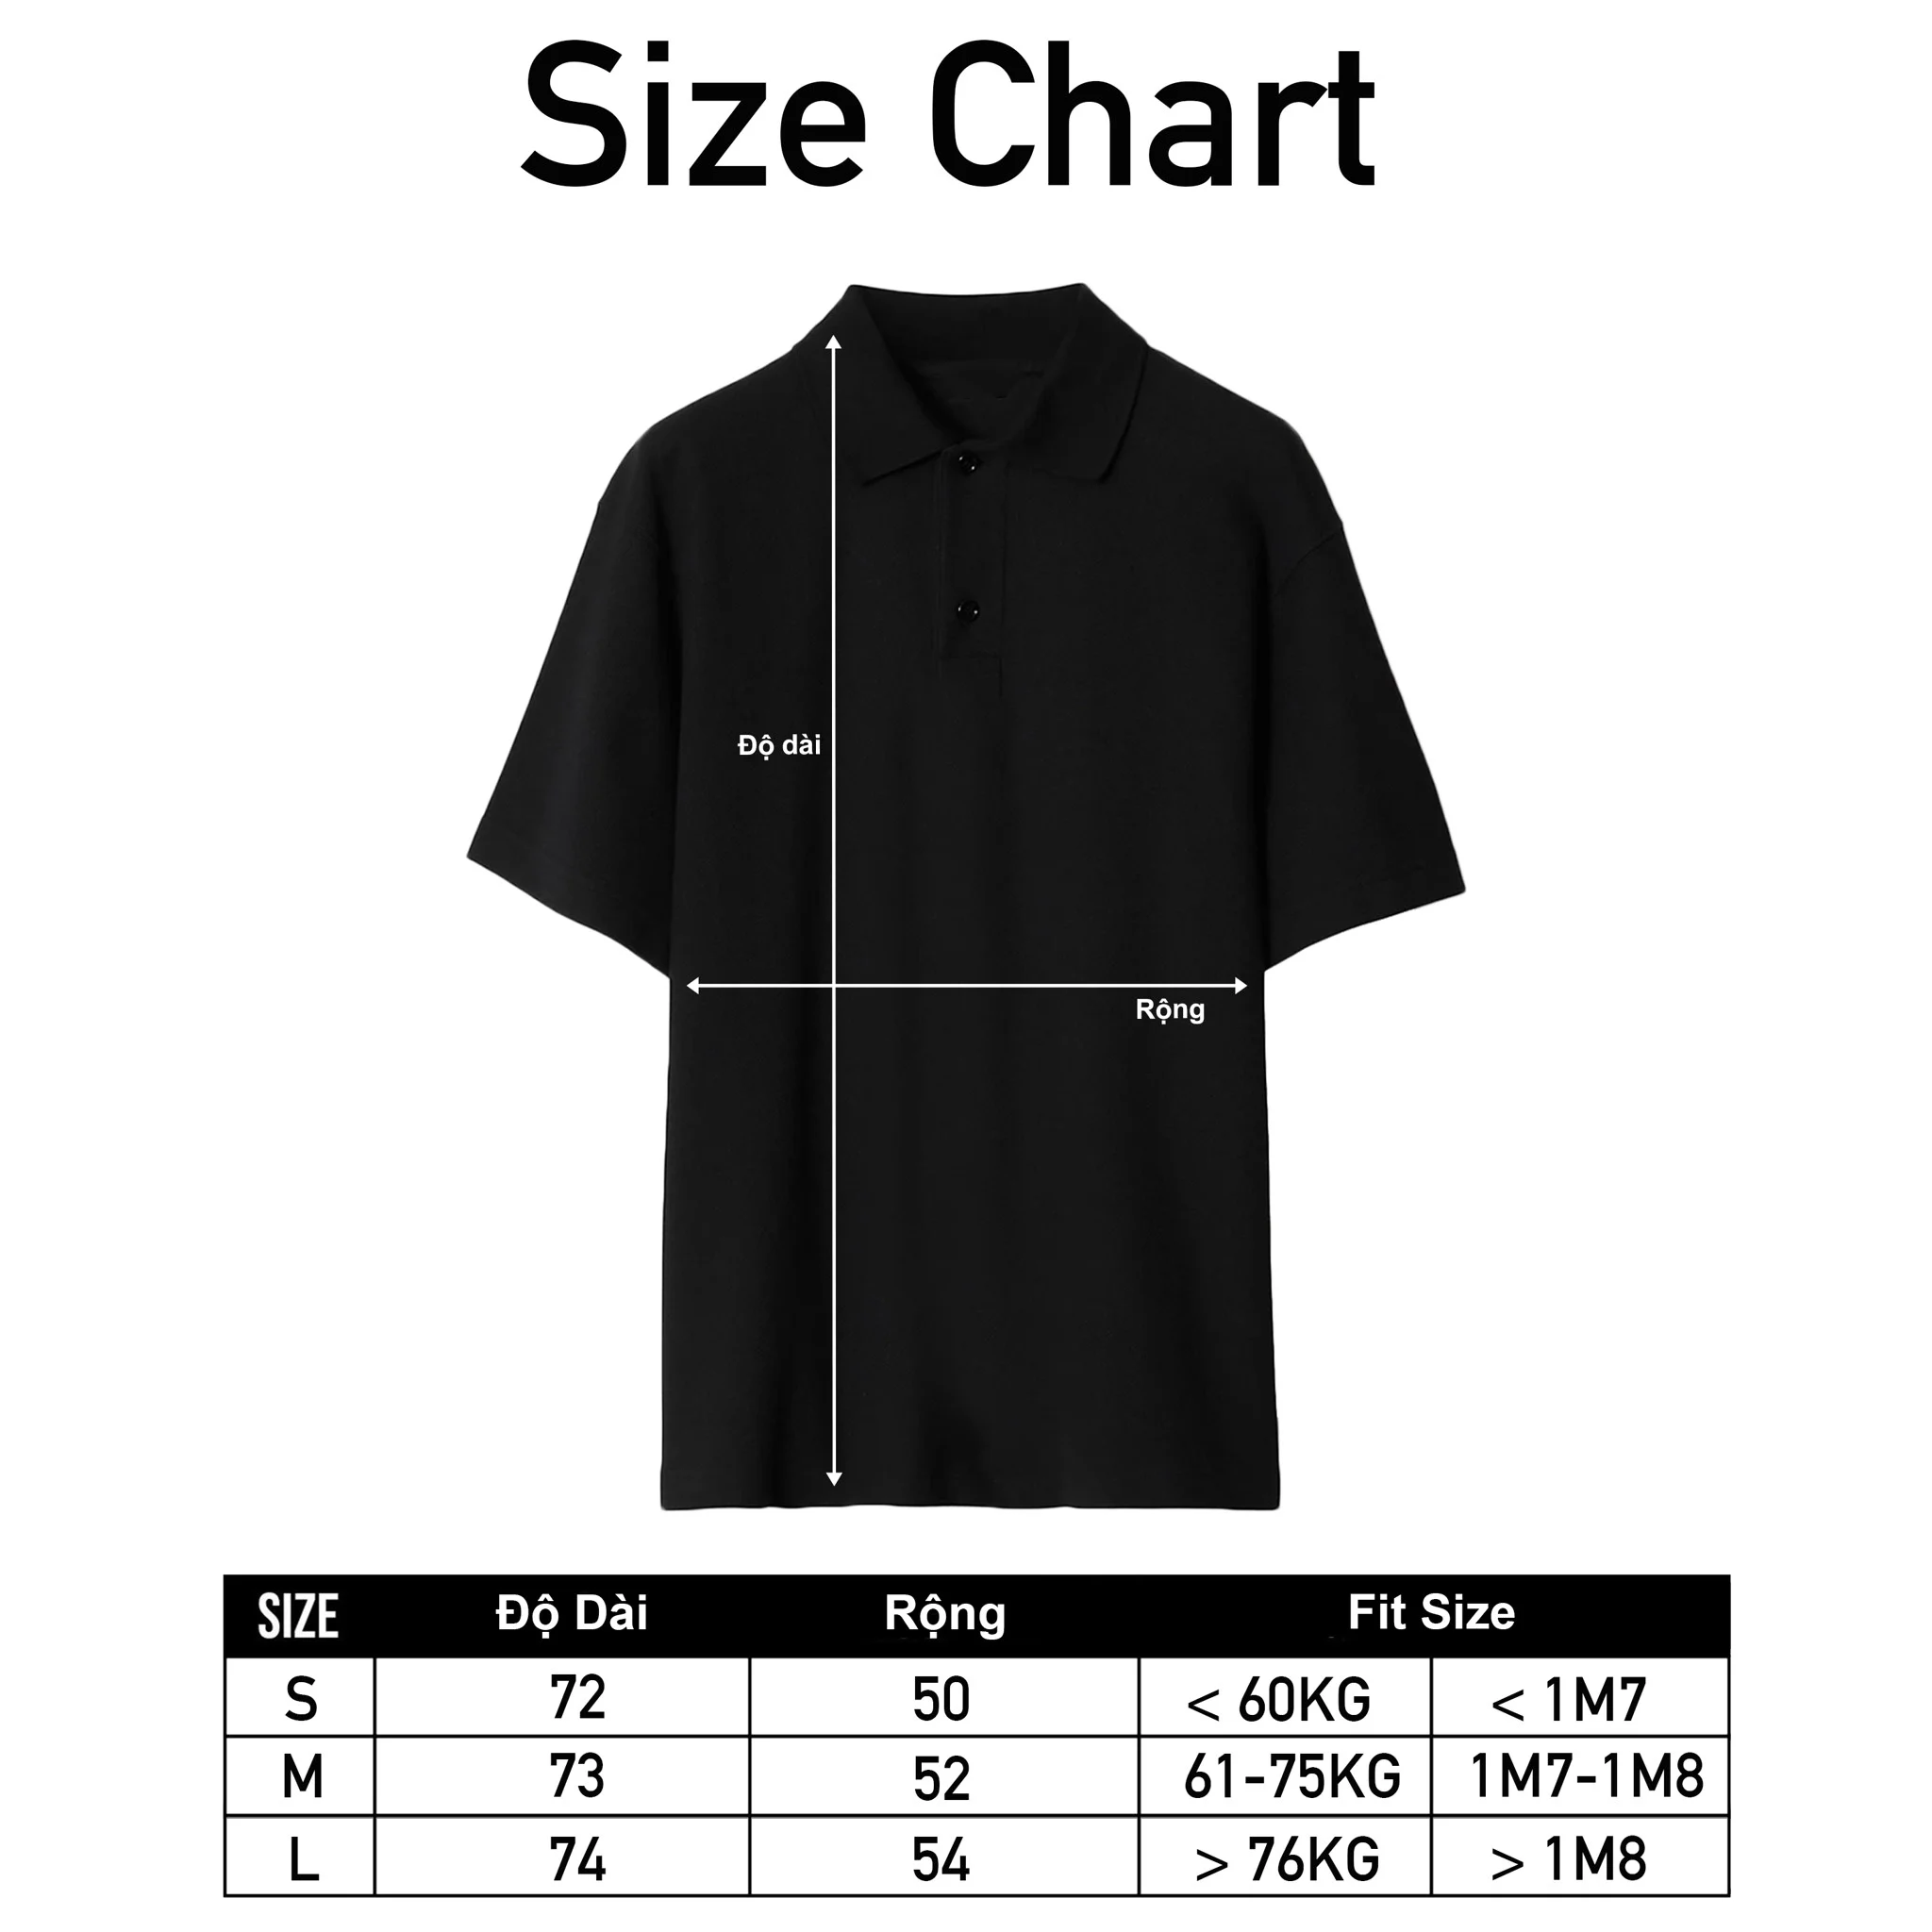 Size Chart
Độ dài
Rộng
SIZE Độ Dài Rộng Fit Size
S 72 50 < 60KG < 1M7
M 73 52 61-75KG 1M7-1M8
L 74 54 > 76KG > 1M8